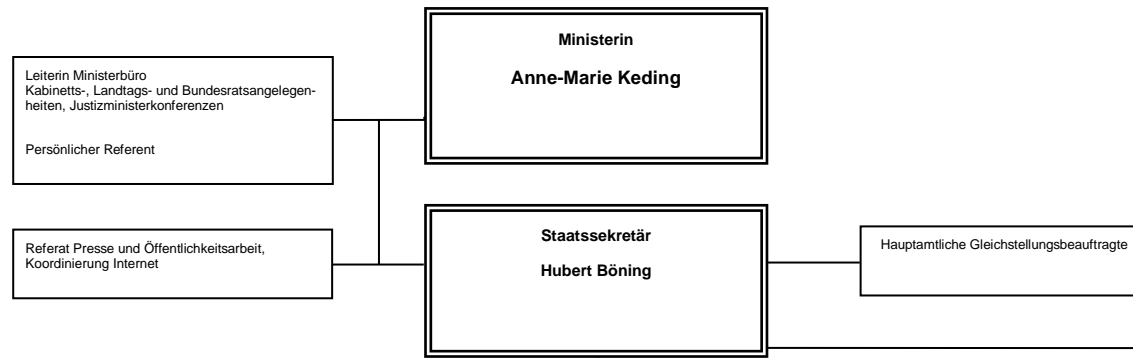 Ministerin
Anne-Marie Keding
Leiterin Ministerbüro
Kabinetts-, Landtags- und Bundesratsangelegen-
heiten, Justizministerkonferenzen
Persönlicher Referent
Staatssekretär
Hubert Böning
Referat Presse und Öffentlichkeitsarbeit,
Koordinierung Internet
Hauptamtliche Gleichstellungsbeauftragte